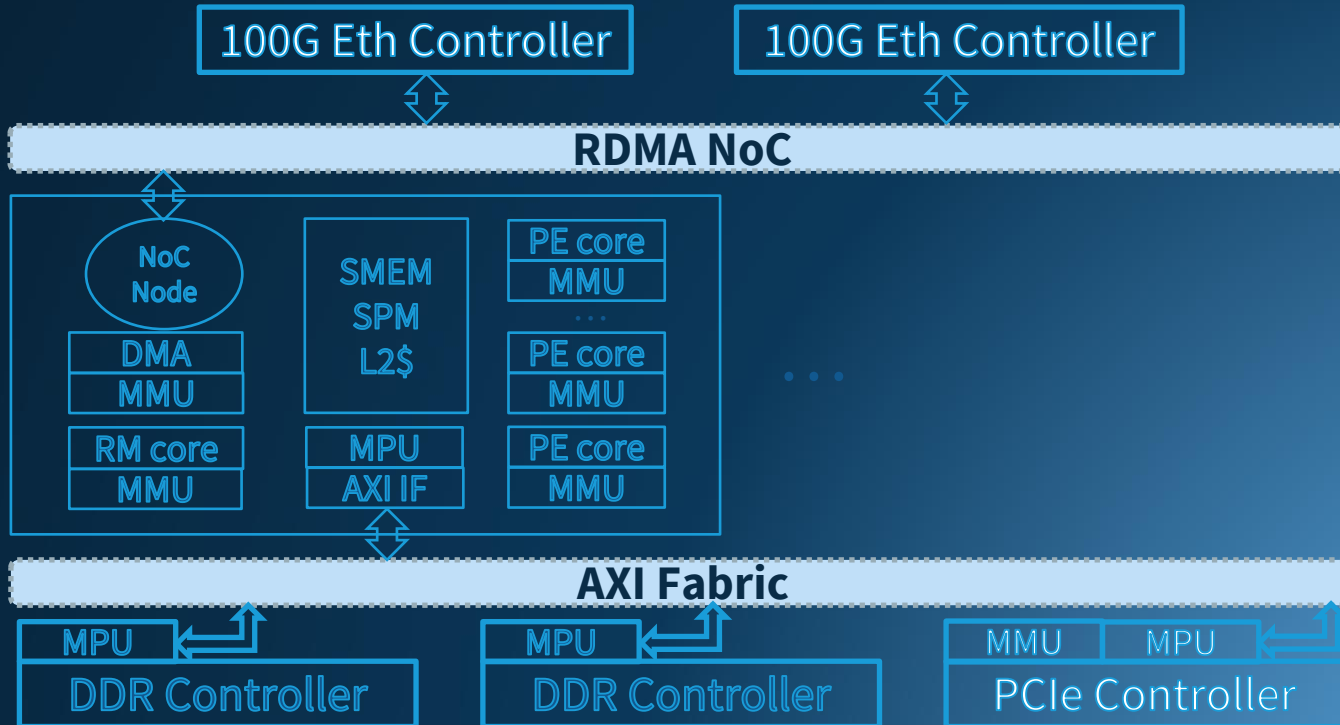 100G Eth Controller
100G Eth Controller
RDMA NoC
NoC
Node
DMA
MMU
RM core
MMU
SMEM
SPM
L2$
MPU
AXI IF
PE core
MMU
...
PE core
MMU
PE core
MMU
...
AXI Fabric
MPU
DDR Controller
MPU
DDR Controller
MMU
MPU
PCIe Controller